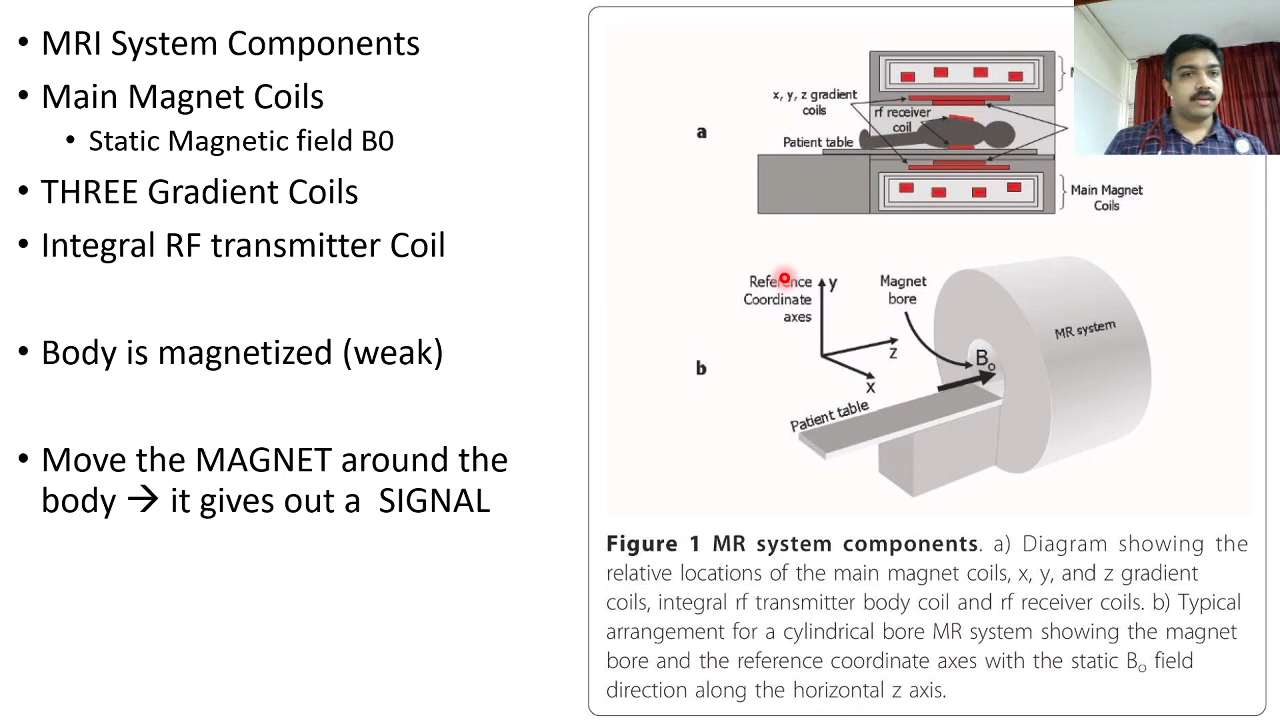 • MRI System Components
• Main Magnet Coils
• Static Magnetic field B0
• THREE Gradient Coils
• Integral RF transmitter Coil
• Body is magnetized (weak)
• Move the MAGNET around the
body → it gives out a SIGNAL
a
x, y, z gradient
coils
rf receiver
coil
Patient table
Main Magnet
Coils
b
Reference
Coordinate
axes
y
z
x
Magnet
bore
MR system
Bo
Patient table
Figure 1 MR system components. a) Diagram showing the
relative locations of the main magnet coils, x, y, and z gradient
coils, integral rf transmitter body coil and rf receiver coils. b) Typical
arrangement for a cylindrical bore MR system showing the magnet
bore and the reference coordinate axes with the static Bo field
direction along the horizontal z axis.